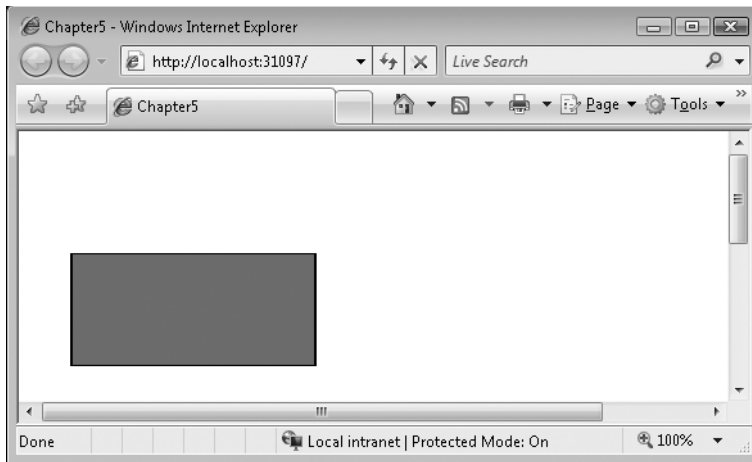 Chapter5 - Windows Internet Explorer
http://localhost:31097/
Live Search
Chapter5
Page
Tools
Done
Local intranet | Protected Mode: On
100%